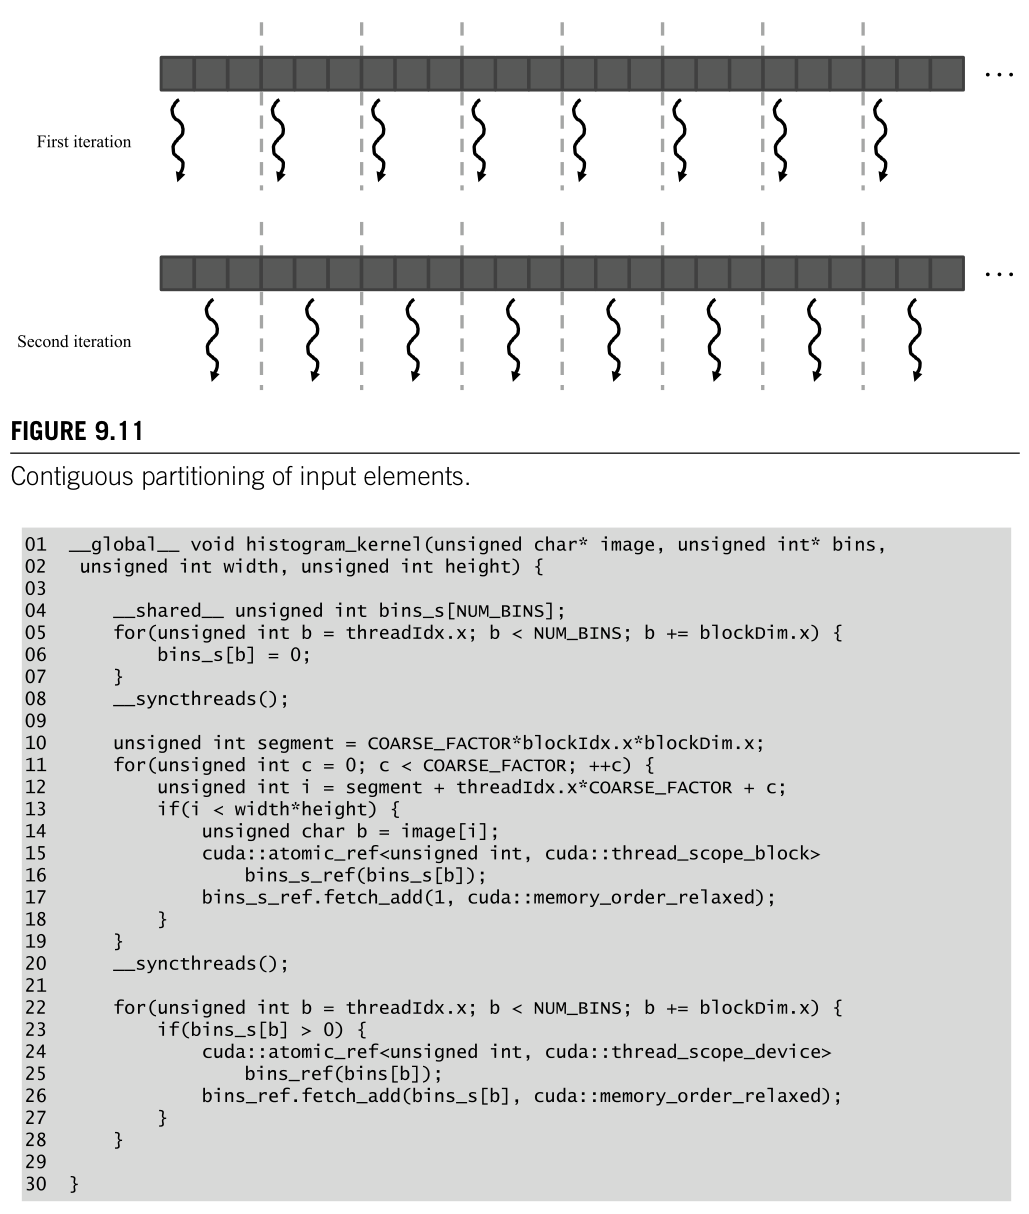 ...
First iteration
...
Second iteration
FIGURE 9.11
Contiguous partitioning of input elements.
01  __global__ void histogram_kernel(unsigned char* image, unsigned int* bins,
02   unsigned int width, unsigned int height) {
03
04      __shared__ unsigned int bins_s[NUM_BINS];
05      for(unsigned int b = threadIdx.x; b < NUM_BINS; b += blockDim.x) {
06          bins_s[b] = 0;
07      }
08      __syncthreads();
09
10      unsigned int segment = COARSE_FACTOR*blockIdx.x*blockDim.x;
11      for(unsigned int c = 0; c < COARSE_FACTOR; ++c) {
12          unsigned int i = segment + threadIdx.x*COARSE_FACTOR + c;
13          if(i < width*height) {
14              unsigned char b = image[i];
15              cuda::atomic_ref<unsigned int, cuda::thread_scope_block>
16                  bins_s_ref(bins_s[b]);
17              bins_s_ref.fetch_add(1, cuda::memory_order_relaxed);
18          }
19      }
20      __syncthreads();
21
22      for(unsigned int b = threadIdx.x; b < NUM_BINS; b += blockDim.x) {
23          if(bins_s[b] > 0) {
24              cuda::atomic_ref<unsigned int, cuda::thread_scope_device>
25                  bins_ref(bins[b]);
26              bins_ref.fetch_add(bins_s[b], cuda::memory_order_relaxed);
27          }
28      }
29
30  }